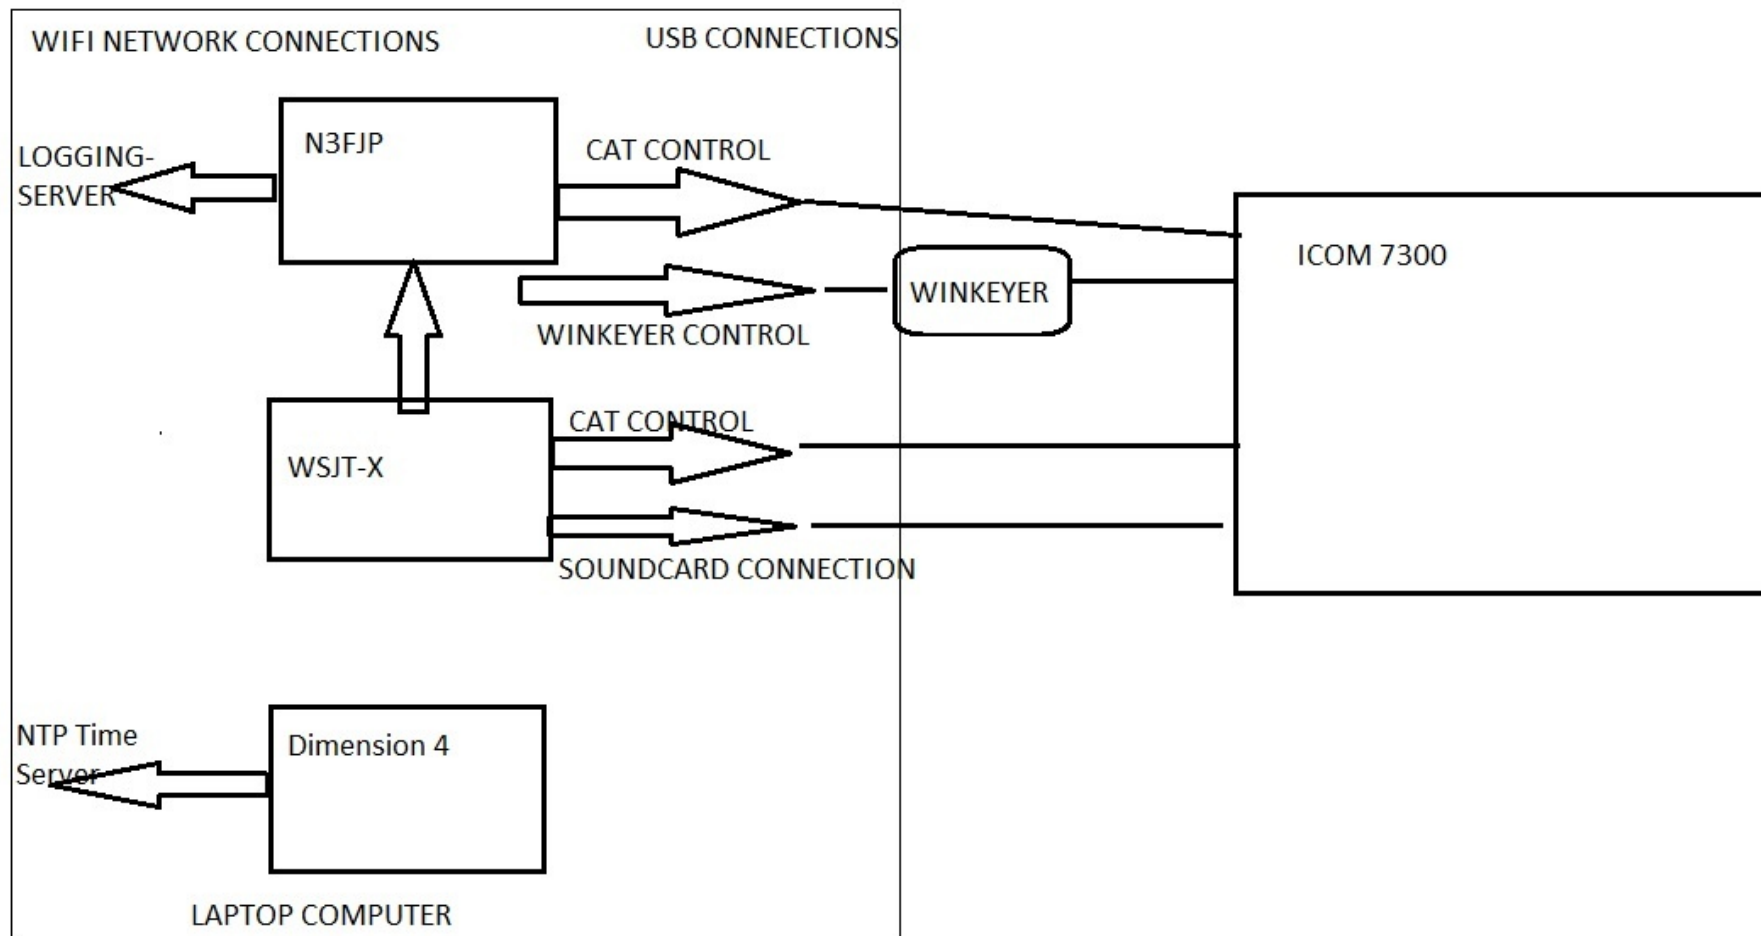 WIFI NETWORK CONNECTIONS
USB CONNECTIONS
N3FJP
LOGGING-
SERVER
CAT CONTROL
ICOM 7300
WINKEYER
WINKEYER CONTROL
CAT CONTROL
WSJT-X
SOUNDCARD CONNECTION
NTP Time
Server
Dimension 4
LAPTOP COMPUTER